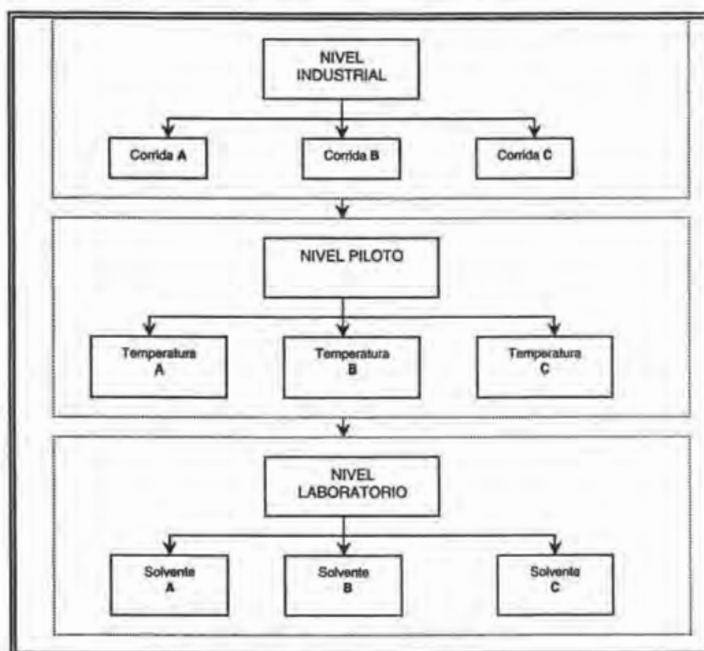 NIVEL
INDUSTRIAL
Corrida A
Corrida B
Corrida C
NIVEL PILOTO
Temperatura
A
Temperatura
B
Temperatura
C
NIVEL
LABORATORIO
Solvente
A
Solvente
B
Solvente
C